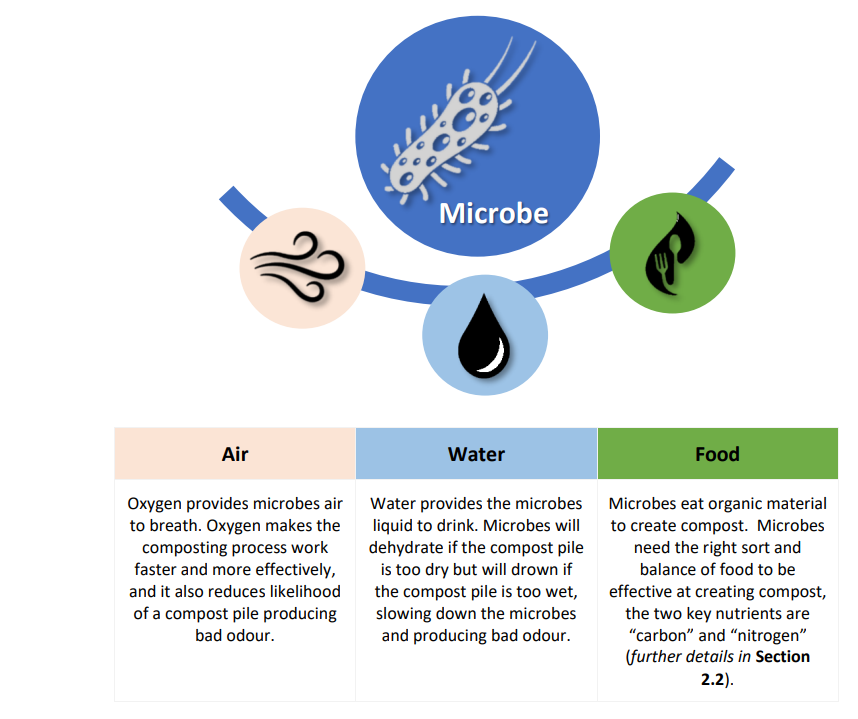 Microbe
Air
Water
Food
Oxygen provides microbes air
to breath. Oxygen makes the
composting process work
faster and more effectively,
and it also reduces likelihood
of a compost pile producing
bad odour.
Water provides the microbes
liquid to drink. Microbes will
dehydrate if the compost pile
is too dry but will drown if
the compost pile is too wet,
slowing down the microbes
and producing bad odour.
Microbes eat organic material
to create compost.  Microbes
need the right sort and
balance of food to be
effective at creating compost,
the two key nutrients are
“carbon” and “nitrogen”
(further details in Section
2.2).